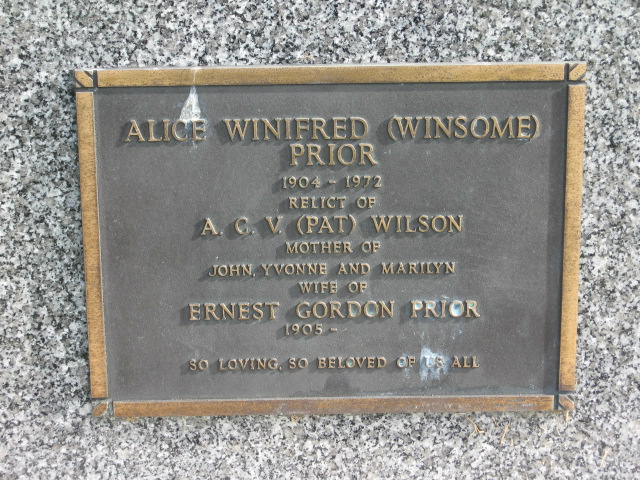 ALICE WINIFRED (WINSOME)
PRIOR
1904 - 1972
RELICT OF
A. C. V. (PAT) WILSON
MOTHER OF
JOHN, YVONNE AND MARILYN
WIFE OF
ERNEST GORDON PRIOR
1905 -
SO LOVING, SO BELOVED OF US ALL